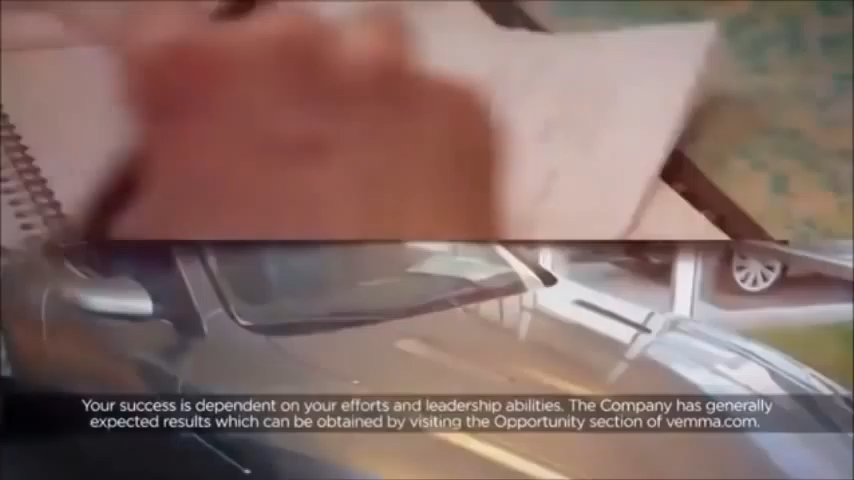 Your success is dependent on your efforts and leadership abilities. The Company has generally
expected results which can be obtained by visiting the Opportunity section of vemma.com.